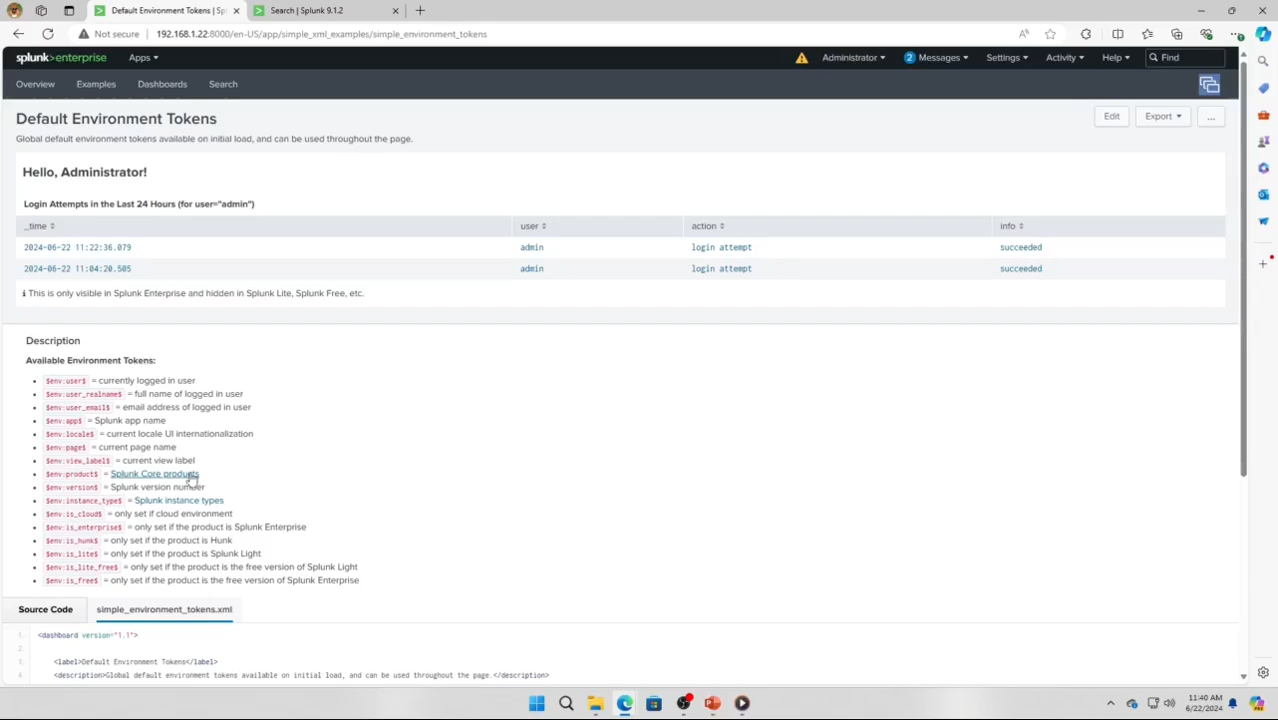 Default Environment Tokens | Spl
Search | Splunk 9.1.2
Not secure
192.168.1.22:8000/en-US/app/simple_xml_examples/simple_environment_tokens
splunk>enterprise
Apps
Administrator
2 Messages
Settings
Activity
Help
Find
Overview
Examples
Dashboards
Search
Default Environment Tokens
Edit
Export
...
Global default environment tokens available on initial load, and can be used throughout the page.
Hello, Administrator!
Login Attempts in the Last 24 Hours (for user="admin")
_time user action info
2024-06-22 11:22:36.079 admin login attempt succeeded
2024-06-22 11:04:20.505 admin login attempt succeeded
i This is only visible in Splunk Enterprise and hidden in Splunk Lite, Splunk Free, etc.
Description
Available Environment Tokens:
$env:user$ = currently logged in user
$env:user_realname$ = full name of logged in user
$env:user_email$ = email address of logged in user
$env:app$ = Splunk app name
$env:locale$ = current locale UI internationalization
$env:page$ = current page name
$env:view_label$ = current view label
$env:product$ = Splunk Core products
$env:version$ = Splunk version number
$env:instance_type$ = Splunk instance types
$env:is_cloud$ = only set if cloud environment
$env:is_enterprise$ = only set if the product is Splunk Enterprise
$env:is_hunk$ = only set if the product is Hunk
$env:is_lite$ = only set if the product is Splunk Light
$env:is_lite_free$ = only set if the product is the free version of Splunk Light
$env:is_free$ = only set if the product is the free version of Splunk Enterprise
Source Code
simple_environment_tokens.xml
1. <dashboard version="1.1">
2.
3. <label>Default Environment Tokens</label>
4. <description>Global default environment tokens available on initial load, and can be used throughout the page.</description>
11:40 AM
6/22/2024